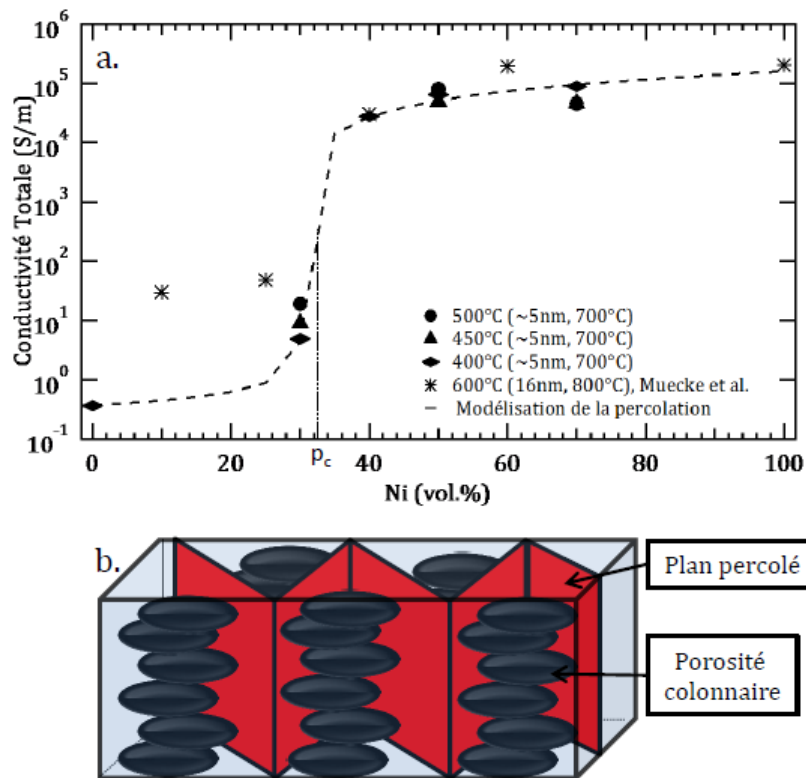 a.
Conductivité Totale (S/m)
10^6
10^5
10^4
10^3
10^2
10^1
10^0
10^-1
500°C (~5nm, 700°C)
450°C (~5nm, 700°C)
400°C (~5nm, 700°C)
600°C (16nm, 800°C), Muecke et al.
Modélisation de la percolation
0 20 p_c 40 60 80 100
Ni (vol.%)
b.
Plan percolé
Porosité
colonnaire